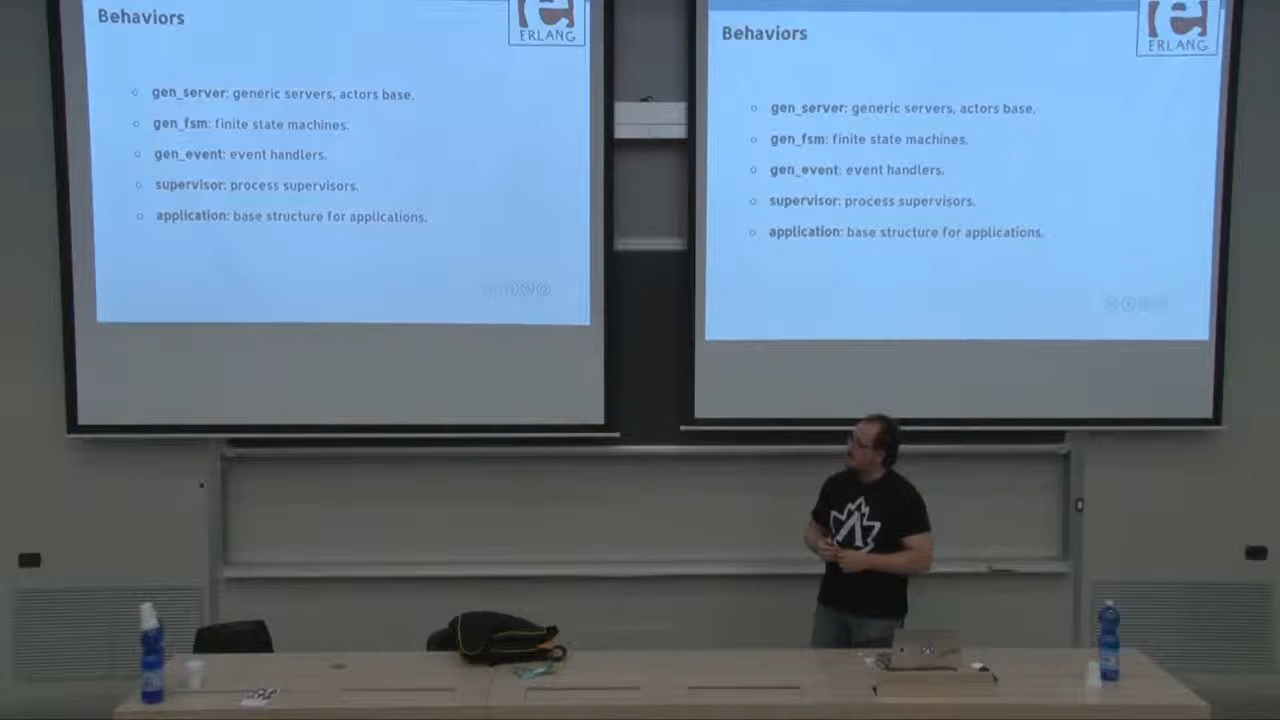 Behaviors
ERLANG
gen_server: generic servers, actors base.
gen_fsm: finite state machines.
gen_event: event handlers.
supervisor: process supervisors.
application: base structure for applications.
Behaviors
ERLANG
gen_server: generic servers, actors base.
gen_fsm: finite state machines.
gen_event: event handlers.
supervisor: process supervisors.
application: base structure for applications.